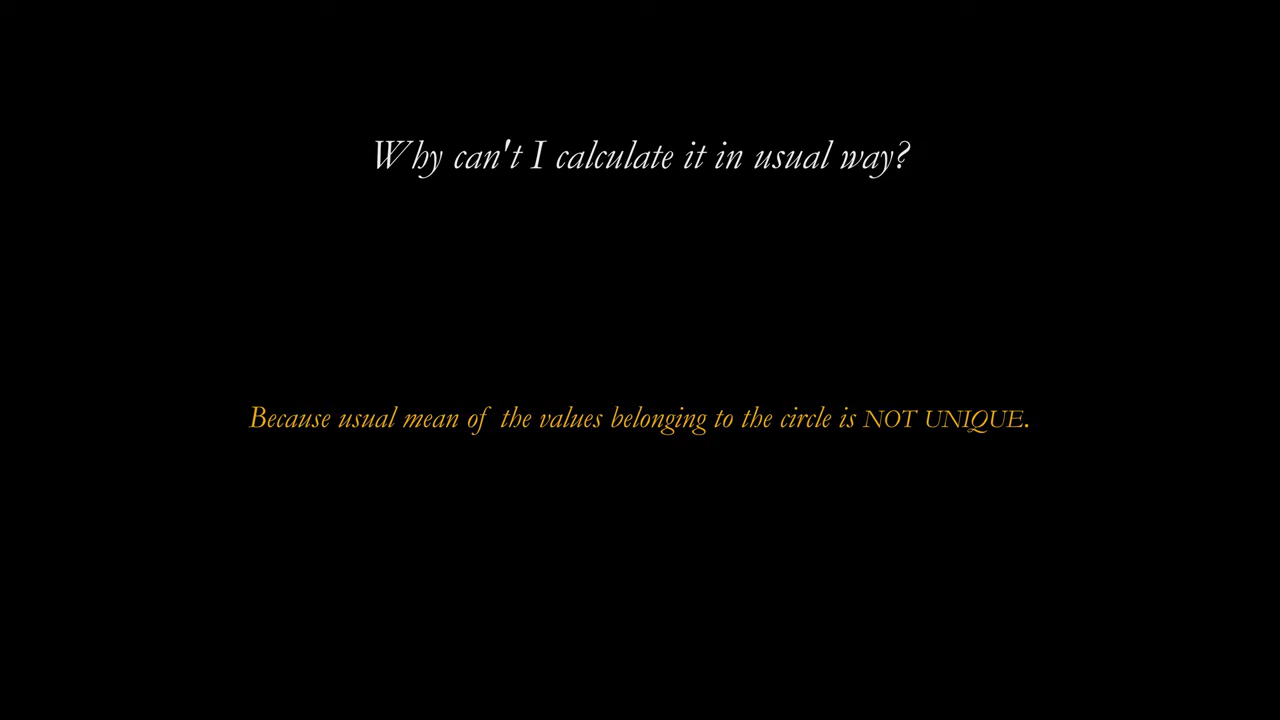 Why can't I calculate it in usual way?
Because usual mean of the values belonging to the circle is NOT UNIQUE.